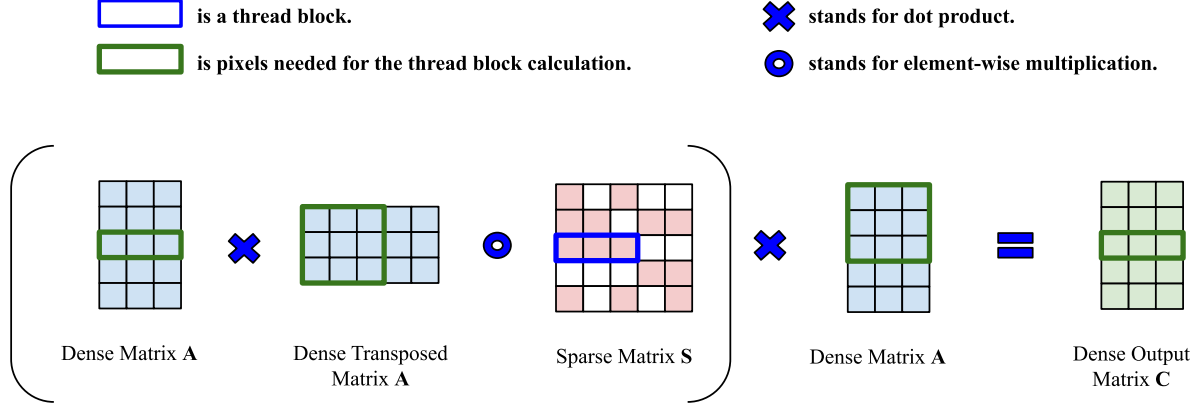 is a thread block.
stands for dot product.
is pixels needed for the thread block calculation.
stands for element-wise multiplication.
Dense Matrix A
Dense Transposed
Matrix A
Sparse Matrix S
Dense Matrix A
Dense Output
Matrix C